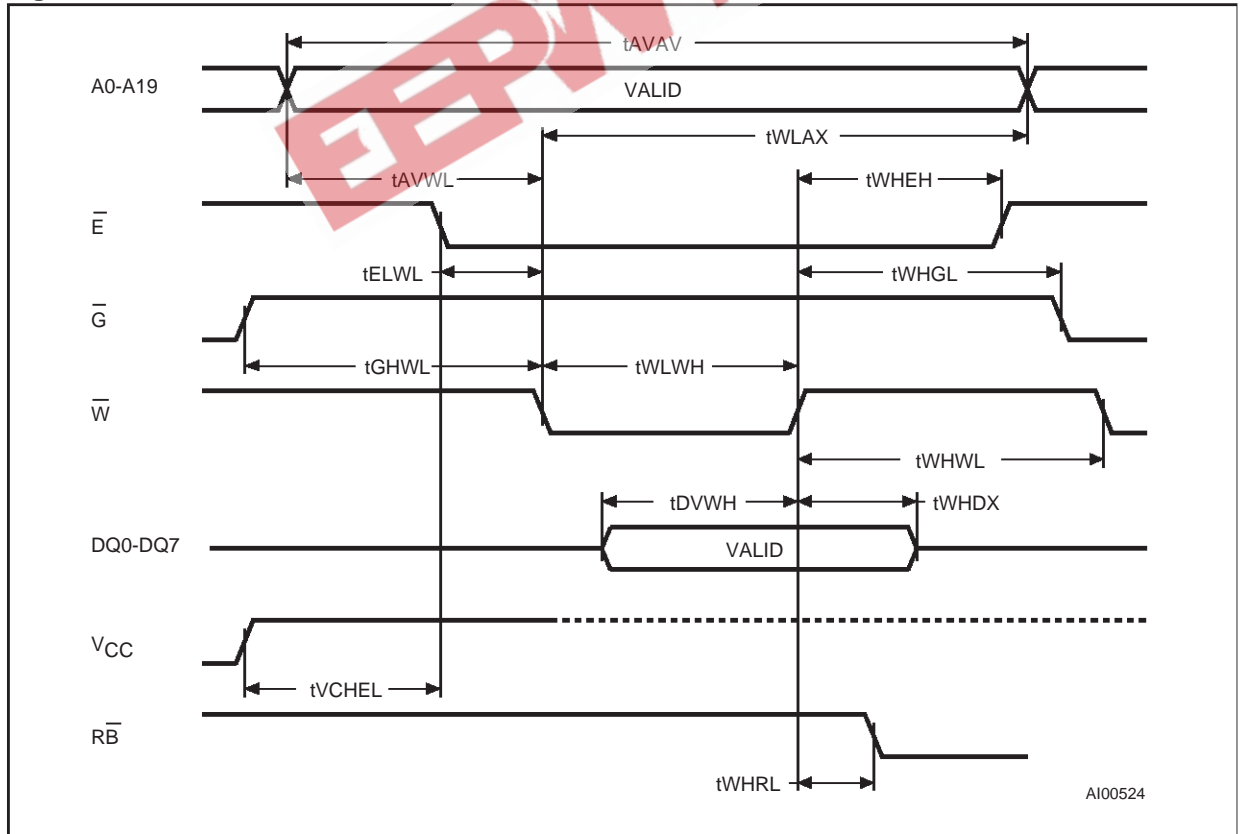 tAVAV
A0-A19
VALID
tWLAX
tAVWL
tWHEH
E̅
tELWL
tWHGL
G̅
tGHWL
tWLWH
W̅
tWHWL
tDVWH
tWHDX
DQ0-DQ7
VALID
VCC
tVCHEL
RB̅
tWHRL
AI00524